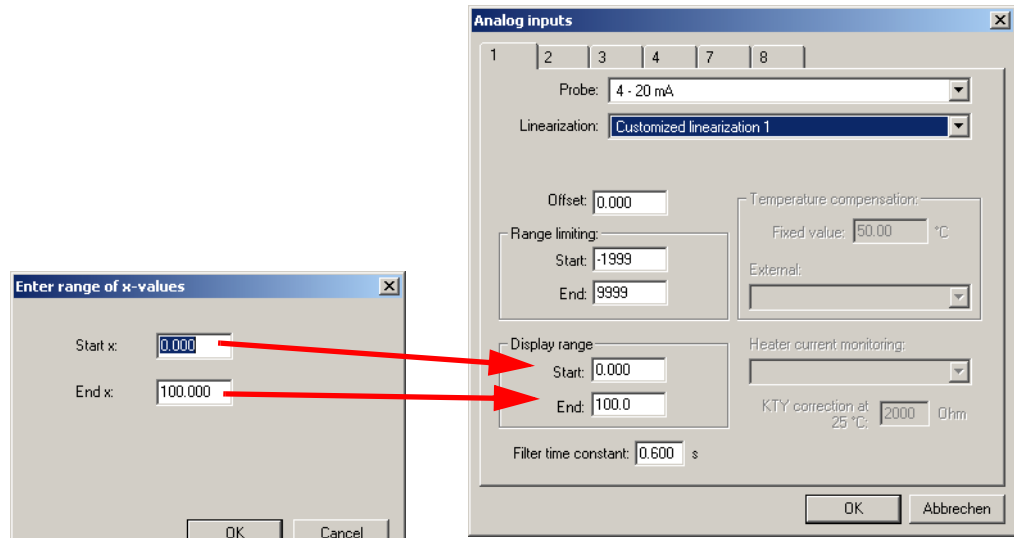 Enter range of x-values
Start x: 0.000
End x: 100.000
OK Cancel
Analog inputs
1 2 3 4 7 8
Probe: 4 - 20 mA
Linearization: Customized linearization 1
Offset: 0.000
Range limiting:
Start: -1999
End: 9999
Display range
Start: 0.000
End: 100.0
Filter time constant: 0.600 s
Temperature compensation:
Fixed value: 50.00 °C
External:
Heater current monitoring:
KTY correction at
25 °C: 2000 Ohm
OK Abbrechen